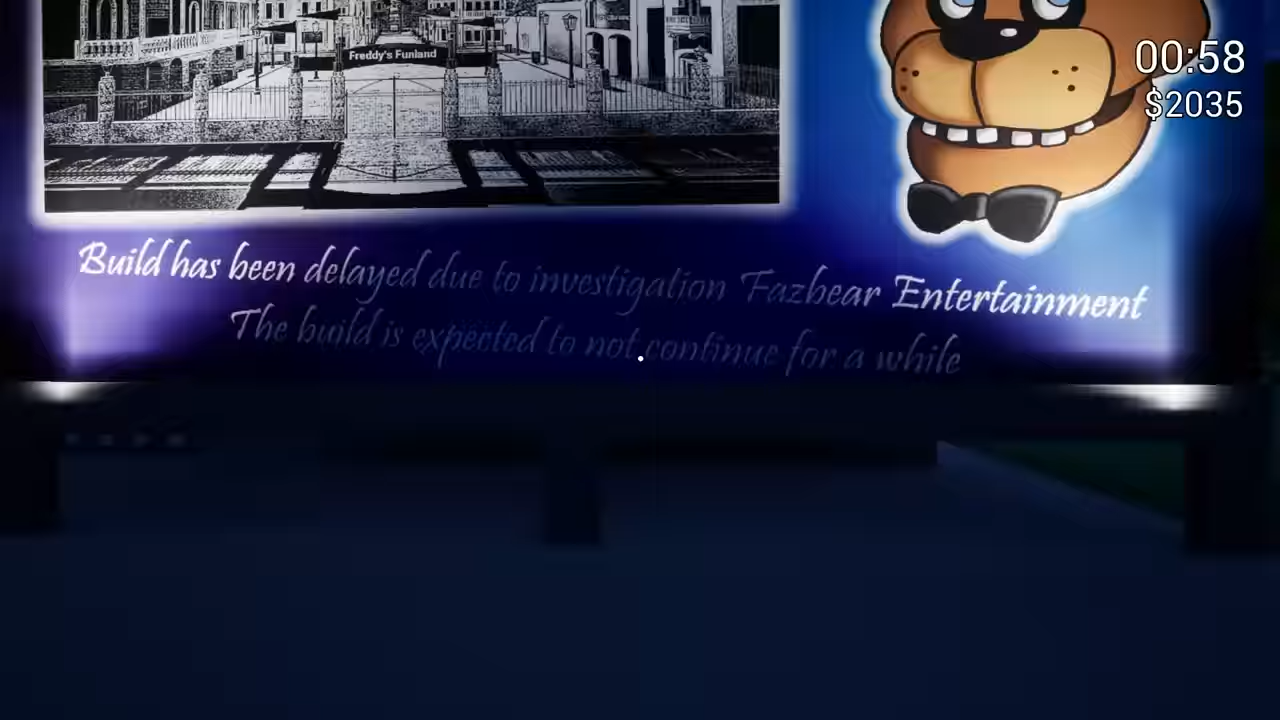 Freddy's Funland
00:58
$2035
Build has been delayed due to investigation Fazbear Entertainment
The build is expected to not continue for a while